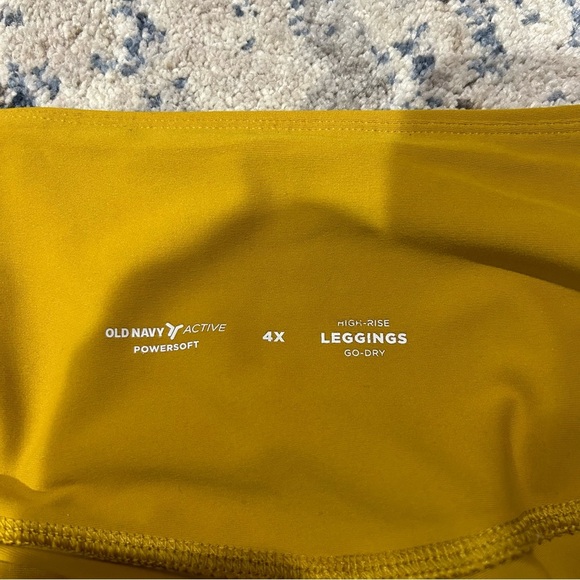 OLD NAVY ACTIVE
POWERSOFT
4X
HIGH-RISE
LEGGINGS
GO-DRY